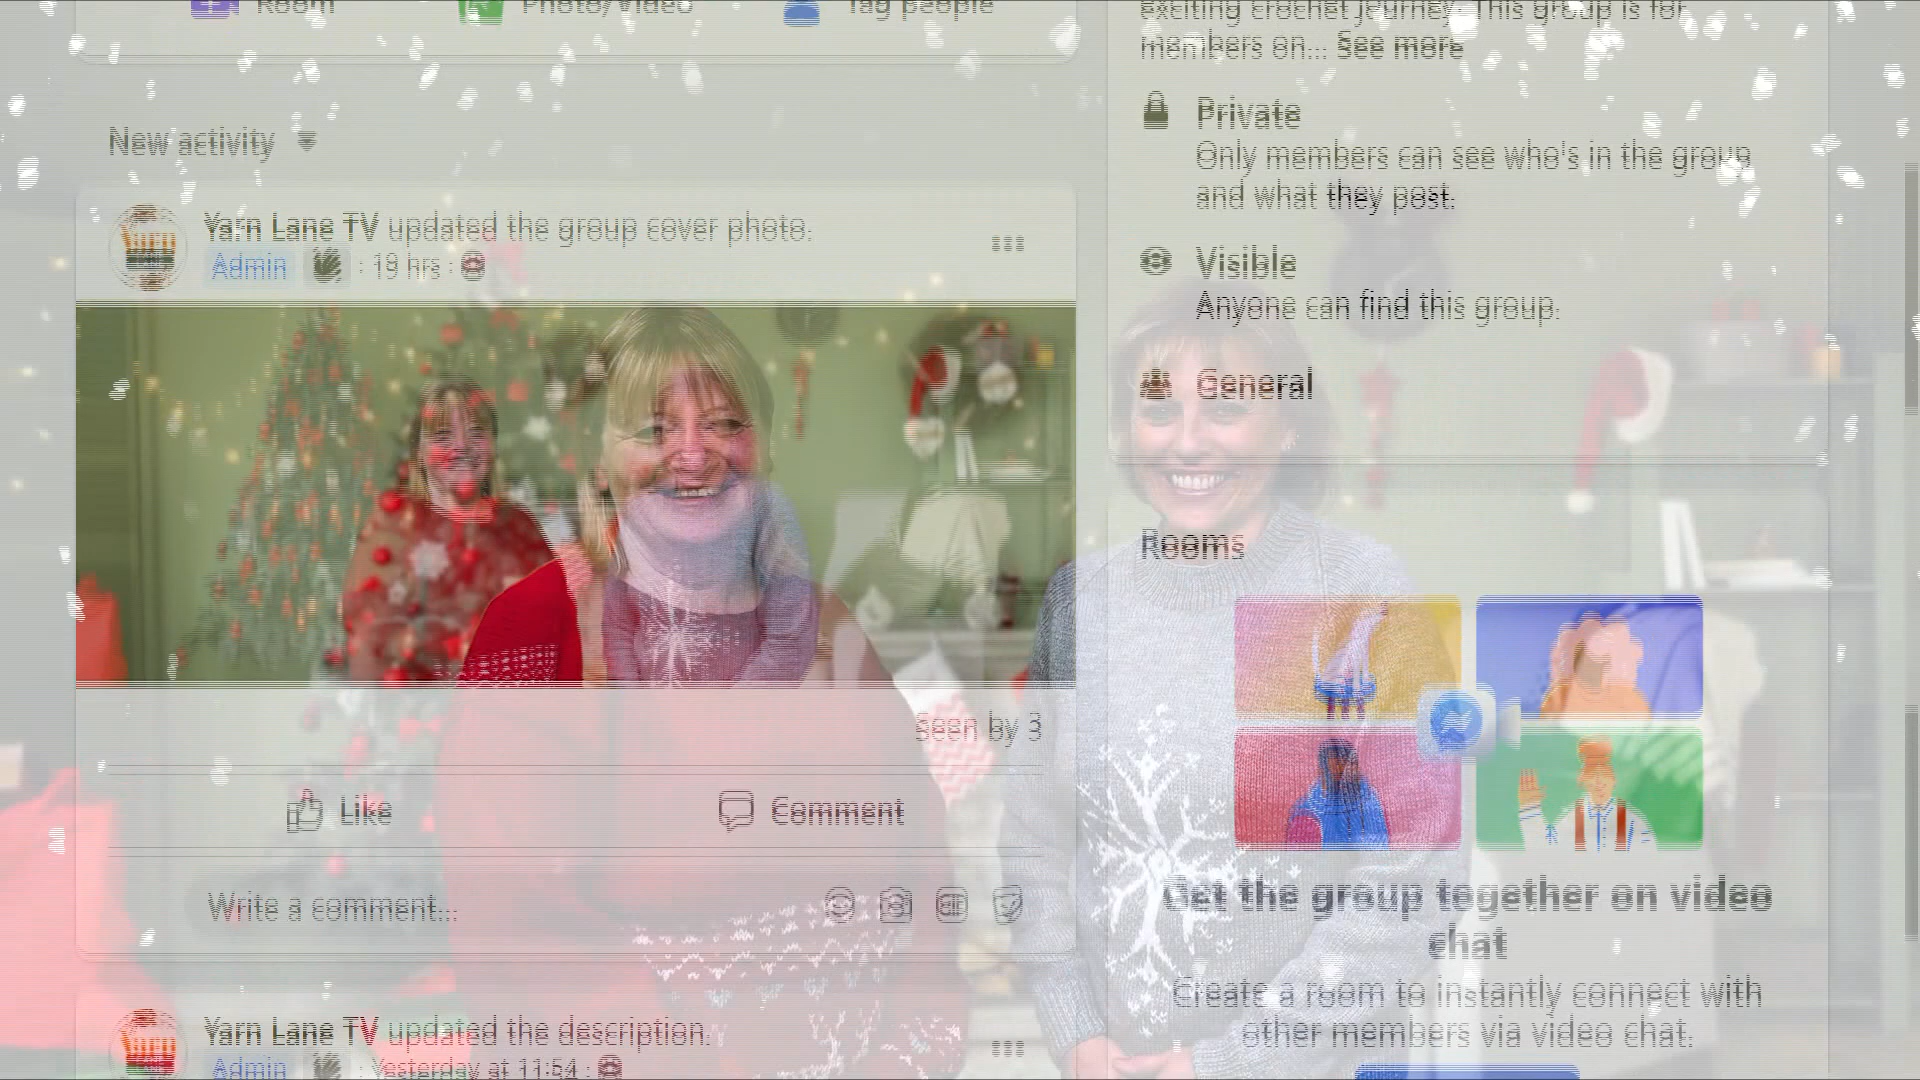 Room
Photo/Video
Tag people
New activity
Yarn Lane TV updated the group cover photo.
Admin · 19 hrs ·
Seen by 3
Like
Comment
Write a comment...
Yarn Lane TV updated the description.
Admin · Yesterday at 11:54 ·
exciting crochet journey. This group is for
members on... See more
Private
Only members can see who's in the group
and what they post.
Visible
Anyone can find this group.
General
Rooms
Get the group together on video
chat
Create a room to instantly connect with
other members via video chat.